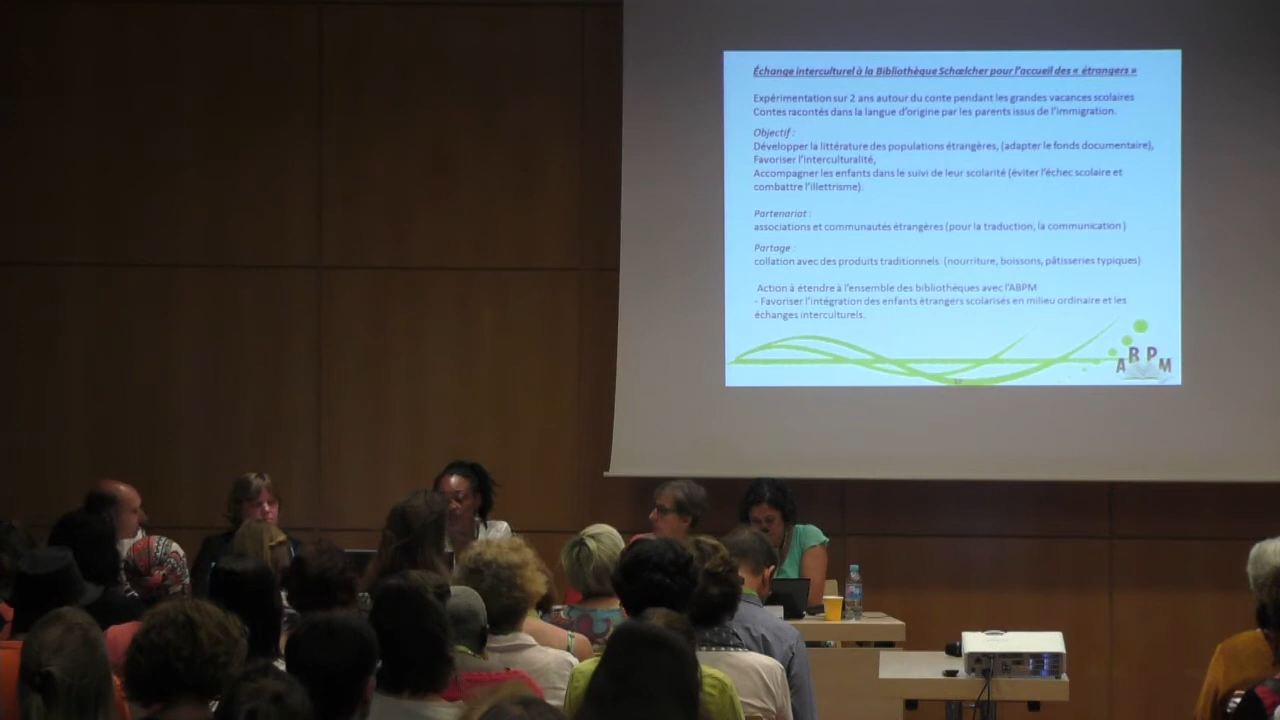 Échange interculturel à la Bibliothèque Schœlcher pour l'accueil des « étrangers »
Expérimentation sur 2 ans autour du conte pendant les grandes vacances scolaires
Contes racontés dans la langue d'origine par les parents issus de l'immigration.
Objectif :
Développer la littérature des populations étrangères, (adapter le fonds documentaire),
Favoriser l'interculturalité,
Accompagner les enfants dans le suivi de leur scolarité (éviter l'échec scolaire et
combattre l'illettrisme).
Partenariat :
associations et communautés étrangères (pour la traduction, la communication )
Partage :
collation avec des produits traditionnels (nourriture, boissons, pâtisseries typiques)
Action à étendre à l'ensemble des bibliothèques avec l'ABPM
- Favoriser l'intégration des enfants étrangers scolarisés en milieu ordinaire et les
échanges interculturels.
ABPM